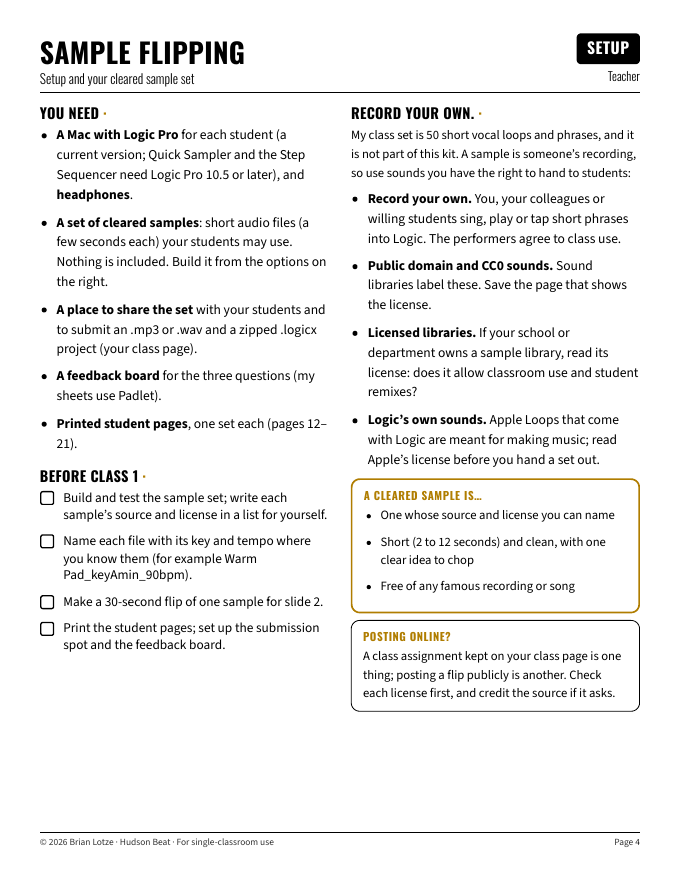 SAMPLE FLIPPING
SETUP
Setup and your cleared sample set
Teacher
YOU NEED ·
• A Mac with Logic Pro for each student (a
current version; Quick Sampler and the Step
Sequencer need Logic Pro 10.5 or later), and
headphones.
• A set of cleared samples: short audio files (a
few seconds each) your students may use.
Nothing is included. Build it from the options on
the right.
• A place to share the set with your students and
to submit an .mp3 or .wav and a zipped .logicx
project (your class page).
• A feedback board for the three questions (my
sheets use Padlet).
• Printed student pages, one set each (pages 12–
21).
BEFORE CLASS 1 ·
Build and test the sample set; write each
sample’s source and license in a list for yourself.
Name each file with its key and tempo where
you know them (for example Warm
Pad_keyAmin_90bpm).
Make a 30-second flip of one sample for slide 2.
Print the student pages; set up the submission
spot and the feedback board.
RECORD YOUR OWN. ·
My class set is 50 short vocal loops and phrases, and it
is not part of this kit. A sample is someone’s recording,
so use sounds you have the right to hand to students:
• Record your own. You, your colleagues or
willing students sing, play or tap short phrases
into Logic. The performers agree to class use.
• Public domain and CC0 sounds. Sound
libraries label these. Save the page that shows
the license.
• Licensed libraries. If your school or
department owns a sample library, read its
license: does it allow classroom use and student
remixes?
• Logic’s own sounds. Apple Loops that come
with Logic are meant for making music; read
Apple’s license before you hand a set out.
A CLEARED SAMPLE IS…
• One whose source and license you can name
• Short (2 to 12 seconds) and clean, with one
clear idea to chop
• Free of any famous recording or song
POSTING ONLINE?
A class assignment kept on your class page is one
thing; posting a flip publicly is another. Check
each license first, and credit the source if it asks.
© 2026 Brian Lotze · Hudson Beat · For single-classroom use
Page 4